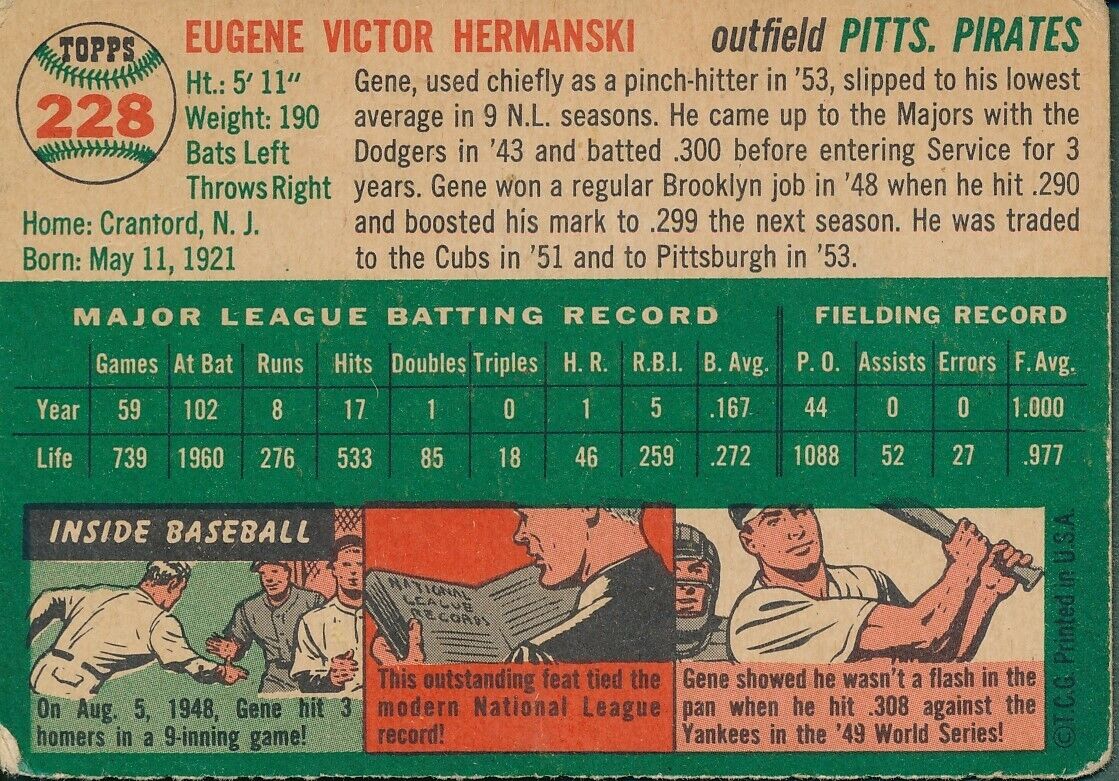 TOPPS
228
EUGENE VICTOR HERMANSKI outfield PITTS. PIRATES
Ht.: 5' 11"
Weight: 190
Bats Left
Throws Right
Home: Cranford, N. J.
Born: May 11, 1921
Gene, used chiefly as a pinch-hitter in '53, slipped to his lowest
average in 9 N.L. seasons. He came up to the Majors with the
Dodgers in '43 and batted .300 before entering Service for 3
years. Gene won a regular Brooklyn job in '48 when he hit .290
and boosted his mark to .299 the next season. He was traded
to the Cubs in '51 and to Pittsburgh in '53.
MAJOR LEAGUE BATTING RECORD FIELDING RECORD
Games At Bat Runs Hits Doubles Triples H. R. R.B.I. B. Avg. P. O. Assists Errors F. Avg.
Year 59 102 8 17 1 0 1 5 .167 44 0 0 1.000
Life 739 1960 276 533 85 18 46 259 .272 1088 52 27 .977
INSIDE BASEBALL
On Aug. 5, 1948, Gene hit 3
homers in a 9-inning game!
NATIONAL
LEAGUE
RECORDS
This outstanding feat tied the
modern National League
record!
Gene showed he wasn't a flash in the
pan when he hit .308 against the
Yankees in the '49 World Series!
©T.C.G. Printed in U.S.A.